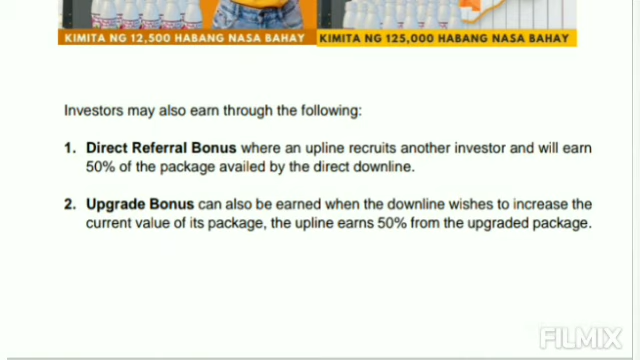 KIMITA NG 12,500 HABANG NASA BAHAY
KIMITA NG 125,000 HABANG NASA BAHAY
Investors may also earn through the following:
1. Direct Referral Bonus where an upline recruits another investor and will earn
50% of the package availed by the direct downline.
2. Upgrade Bonus can also be earned when the downline wishes to increase the
current value of its package, the upline earns 50% from the upgraded package.
FILMIX